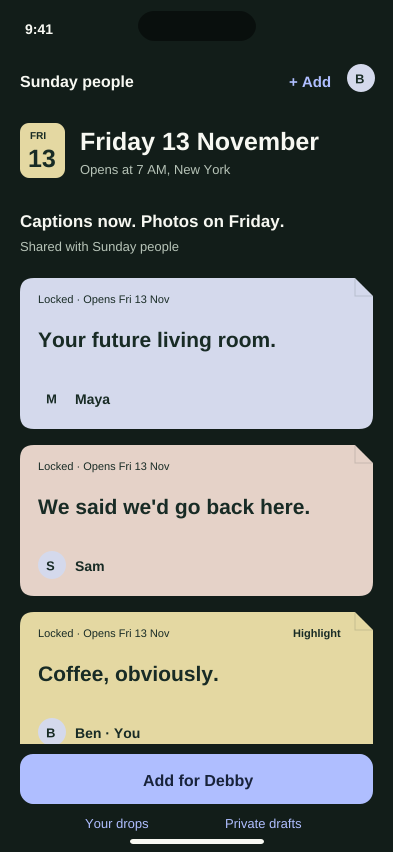 9:41
Sunday people
+ Add
B
FRI
13
Friday 13 November
Opens at 7 AM, New York
Captions now. Photos on Friday.
Shared with Sunday people
Locked · Opens Fri 13 Nov
Your future living room.
M
Maya
Locked · Opens Fri 13 Nov
We said we'd go back here.
S
Sam
Locked · Opens Fri 13 Nov
Highlight
Coffee, obviously.
B
Ben · You
Add for Debby
Your drops
Private drafts